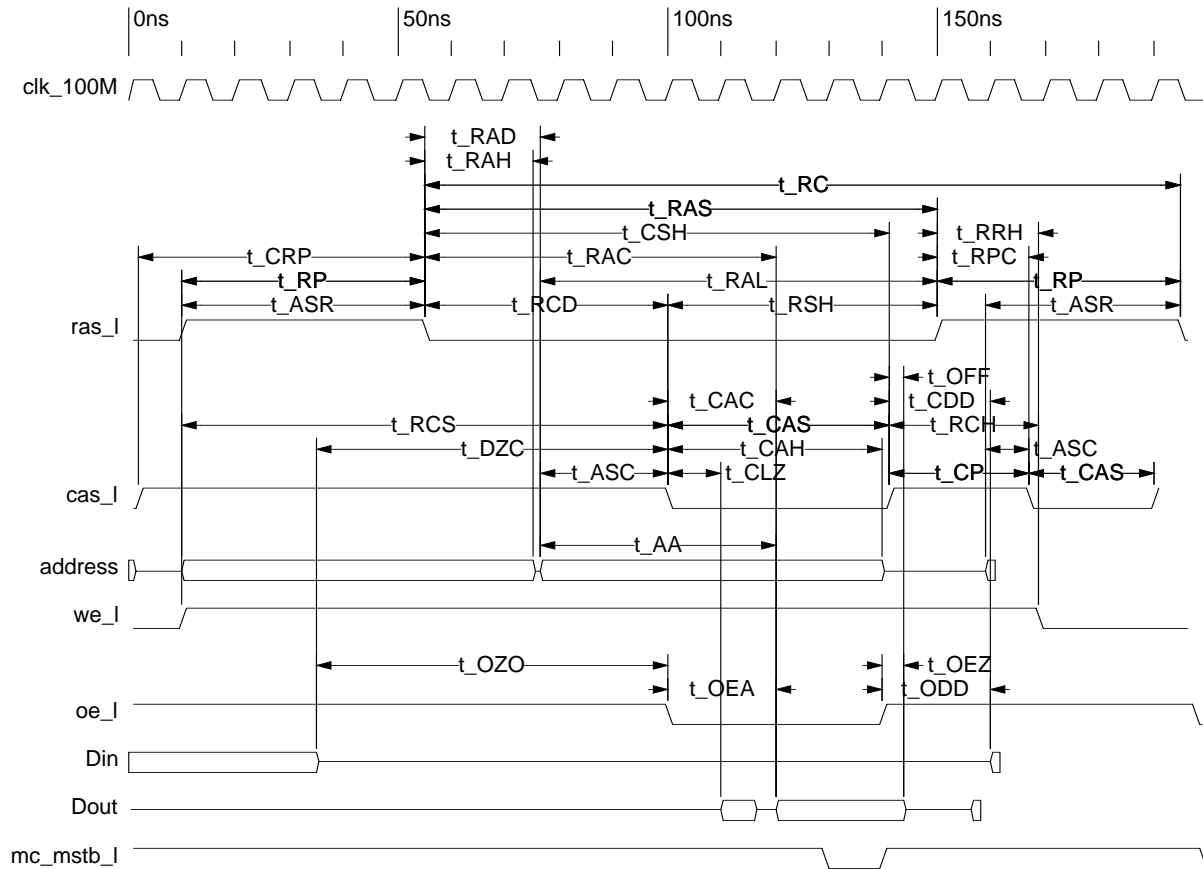 0ns 50ns 100ns 150ns
clk_100M
t_RAD
t_RAH
t_RC
t_RAS
t_CSH t_RRH
t_CRP t_RAC t_RPC
t_RP t_RAL t_RP
t_ASR t_RCD t_RSH t_ASR
ras_l
t_OFF
t_CAC t_CDD
t_RCS t_CAS t_RCH
t_DZC t_CAH t_ASC
t_ASC t_CLZ t_CP t_CAS
cas_l
t_AA
address
we_l
t_OZO t_OEZ
t_OEA t_ODD
oe_l
Din
Dout
mc_mstb_l